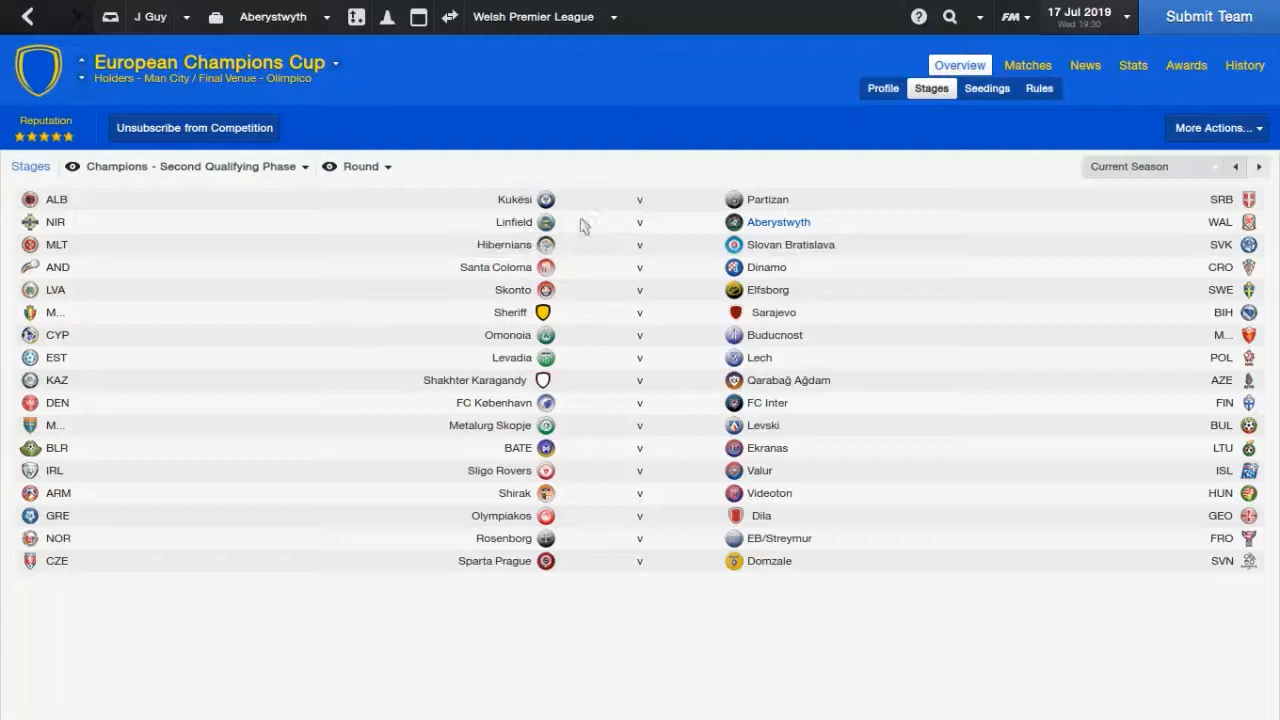 J Guy Aberystwyth Welsh Premier League FM 17 Jul 2019 Wed 19:30 Submit Team
European Champions Cup
Holders - Man City / Final Venue - Olimpico
Overview Matches News Stats Awards History
Profile Stages Seedings Rules
Reputation
Unsubscribe from Competition More Actions...
Stages Champions - Second Qualifying Phase Round Current Season
ALB Kukësi v Partizan SRB
NIR Linfield v Aberystwyth WAL
MLT Hibernians v Slovan Bratislava SVK
AND Santa Coloma v Dinamo CRO
LVA Skonto v Elfsborg SWE
M... Sheriff v Sarajevo BIH
CYP Omonoia v Buducnost M...
EST Levadia v Lech POL
KAZ Shakhter Karagandy v Qarabağ Ağdam AZE
DEN FC København v FC Inter FIN
M... Metalurg Skopje v Levski BUL
BLR BATE v Ekranas LTU
IRL Sligo Rovers v Valur ISL
ARM Shirak v Videoton HUN
GRE Olympiakos v Dila GEO
NOR Rosenborg v EB/Streymur FRO
CZE Sparta Prague v Domzale SVN